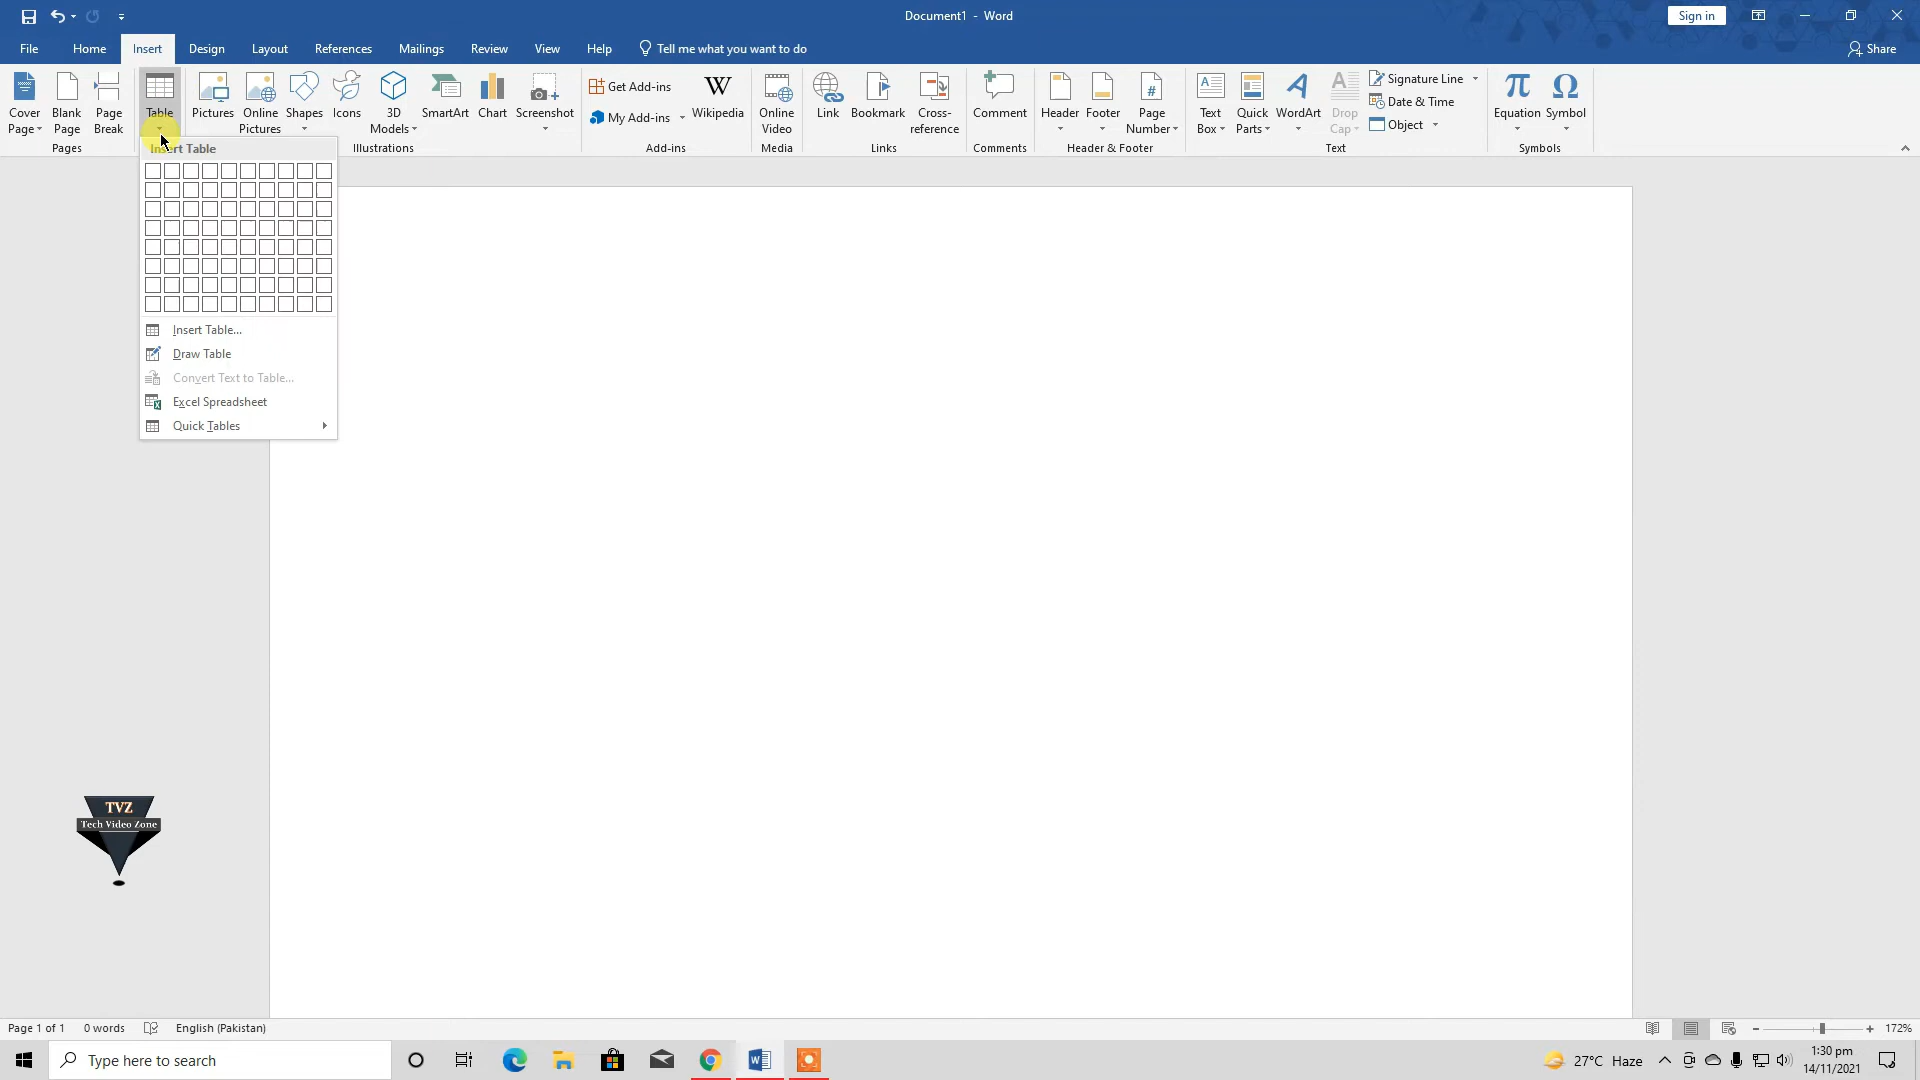 Document1 - Word
Sign in
File Home Insert Design Layout References Mailings Review View Help Tell me what you want to do Share
Cover Page
Blank Page
Page Break
Pages
Table
Pictures
Online Pictures
Shapes
Icons
3D Models
SmartArt
Chart
Screenshot
Illustrations
Get Add-ins
My Add-ins
W Wikipedia
Add-ins
Online Video
Media
Link
Bookmark
Cross-reference
Links
Comment
Comments
Header
Footer
# Page Number
Header & Footer
A Text Box
Quick Parts
A WordArt
A Drop Cap
Signature Line
Date & Time
Object
Text
π Equation
Ω Symbol
Symbols
Insert Table
Insert Table...
Draw Table
Convert Text to Table...
Excel Spreadsheet
Quick Tables
TVZ
Tech Video Zone
Page 1 of 1 0 words English (Pakistan) 172%
Type here to search
27°C Haze
1:30 pm
14/11/2021